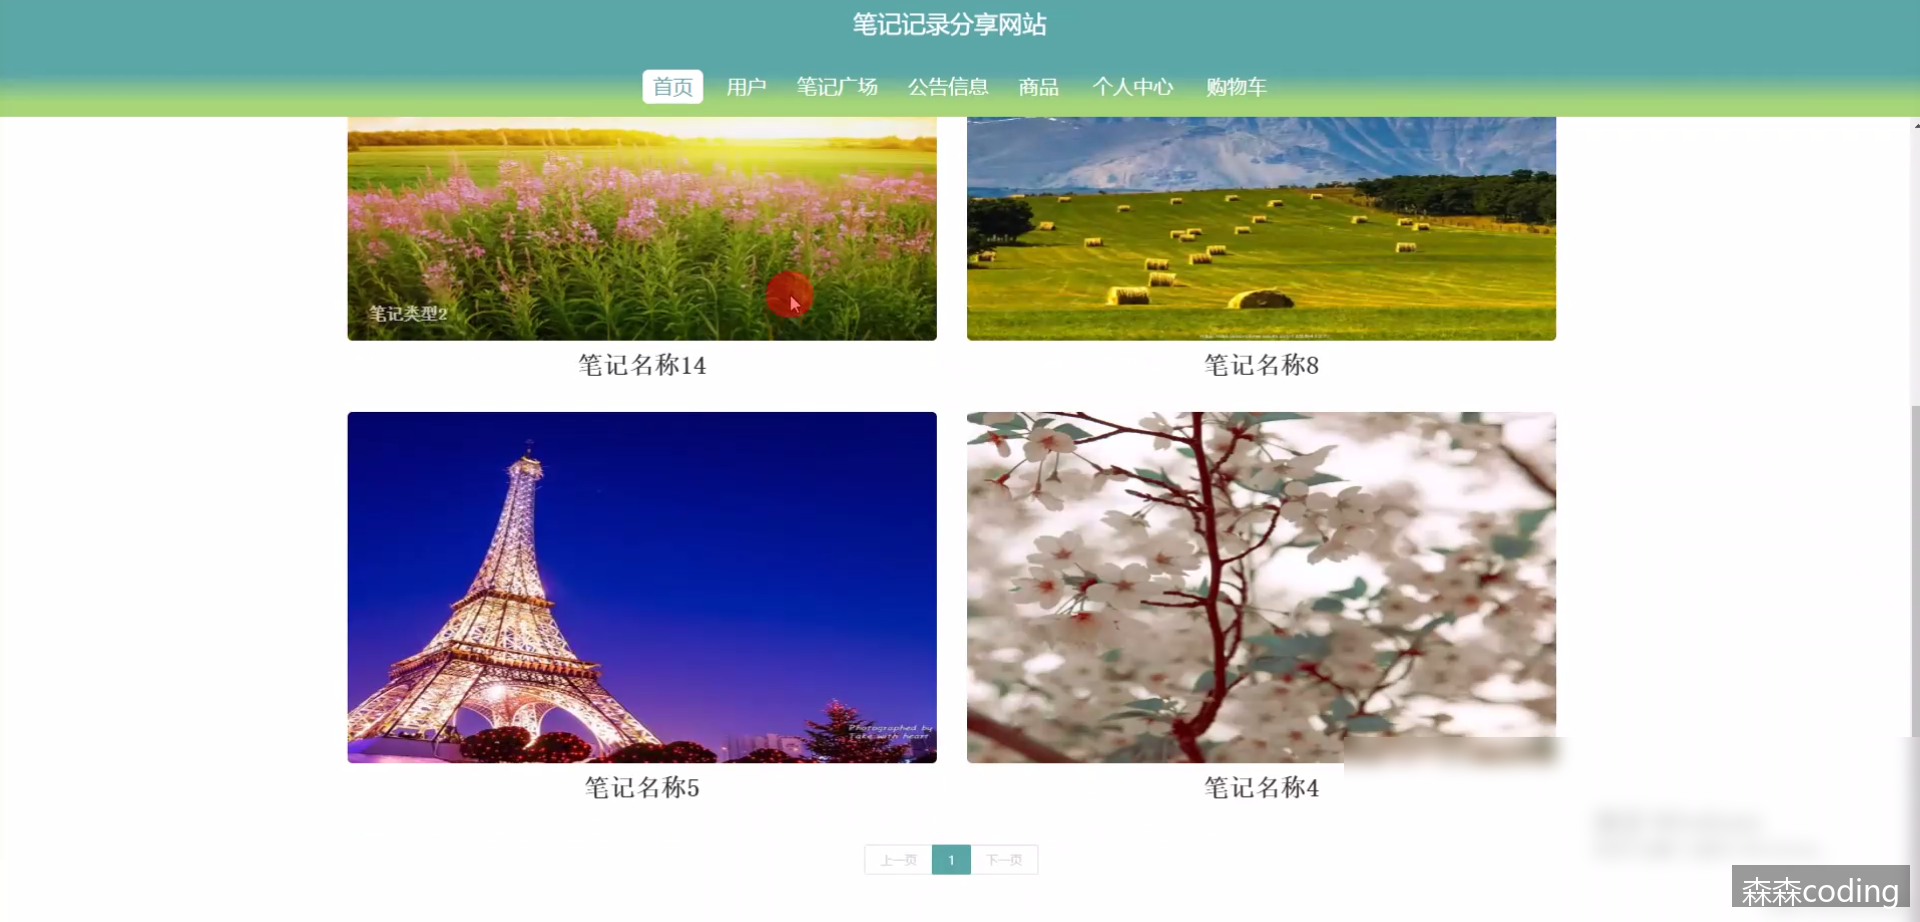 笔记记录分享网站
首页 用户 笔记广场 公告信息 商品 个人中心 购物车
笔记类型2
笔记名称14
笔记名称8
Photographed by
Take with heart
笔记名称5
笔记名称4
上一页 1 下一页
森森coding